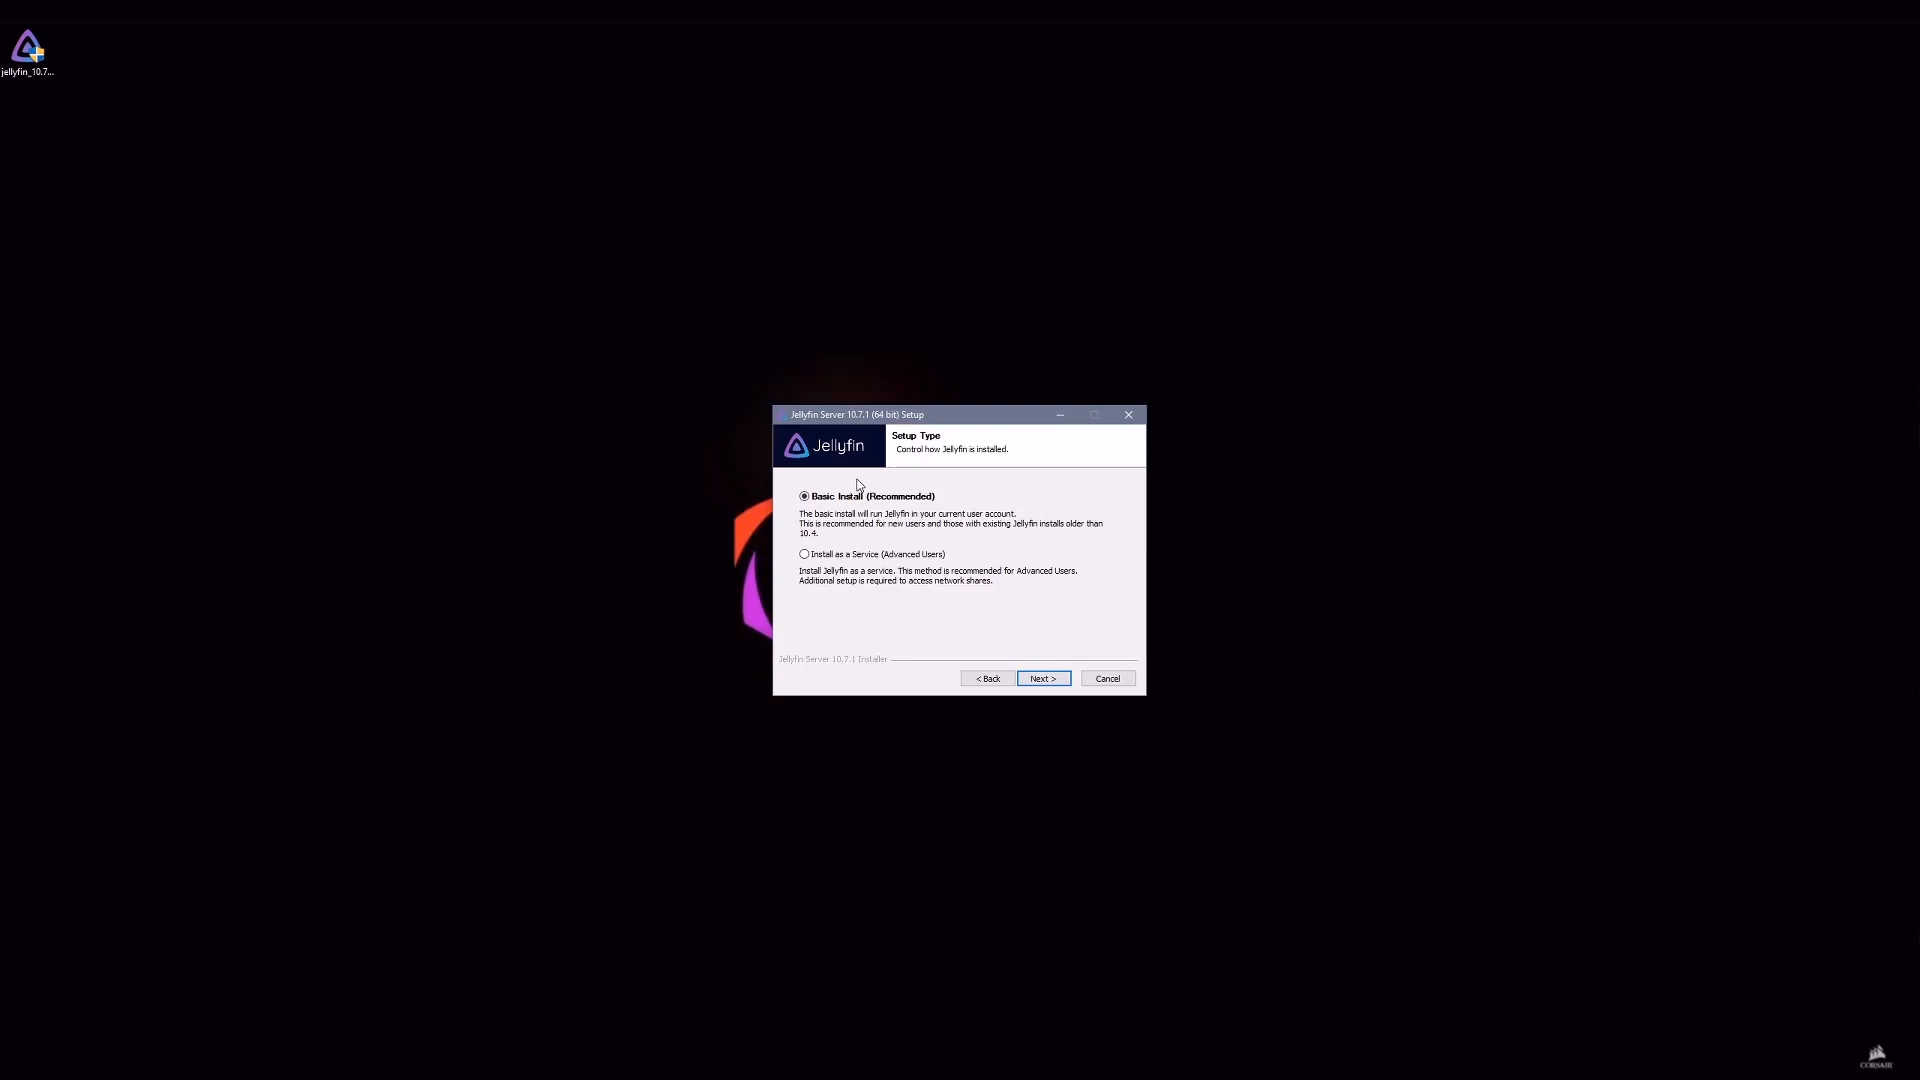 jellyfin_10.7...
Jellyfin Server 10.7.1 (64 bit) Setup
Jellyfin
Setup Type
Control how Jellyfin is installed.
Basic Install (Recommended)
The basic install will run Jellyfin in your current user account.
This is recommended for new users and those with existing Jellyfin installs older than
10.4.
Install as a Service (Advanced Users)
Install Jellyfin as a service. This method is recommended for Advanced Users.
Additional setup is required to access network shares.
Jellyfin Server 10.7.1 Installer
< Back
Next >
Cancel
CORSAIR